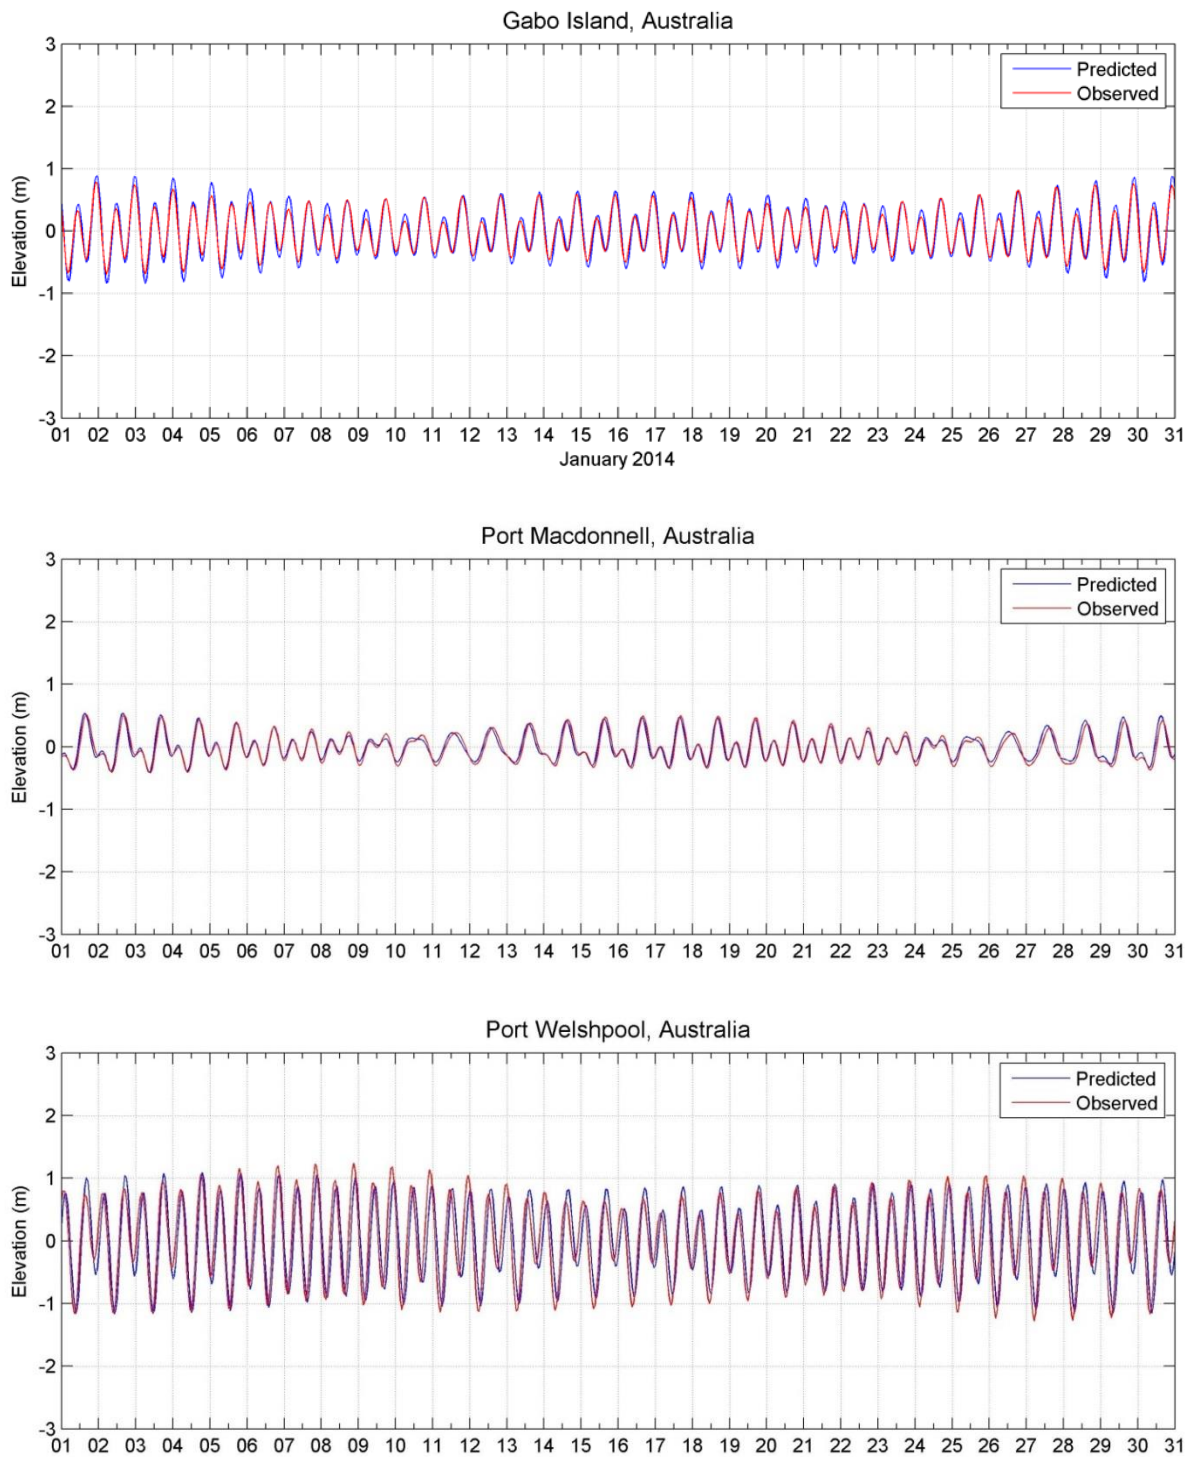 Gabo Island, Australia
3
2
1
0
-1
-2
-3
Elevation (m)
Predicted
Observed
01 02 03 04 05 06 07 08 09 10 11 12 13 14 15 16 17 18 19 20 21 22 23 24 25 26 27 28 29 30 31
January 2014
Port Macdonnell, Australia
3
2
1
0
-1
-2
-3
Elevation (m)
Predicted
Observed
01 02 03 04 05 06 07 08 09 10 11 12 13 14 15 16 17 18 19 20 21 22 23 24 25 26 27 28 29 30 31
Port Welshpool, Australia
3
2
1
0
-1
-2
-3
Elevation (m)
Predicted
Observed
01 02 03 04 05 06 07 08 09 10 11 12 13 14 15 16 17 18 19 20 21 22 23 24 25 26 27 28 29 30 31